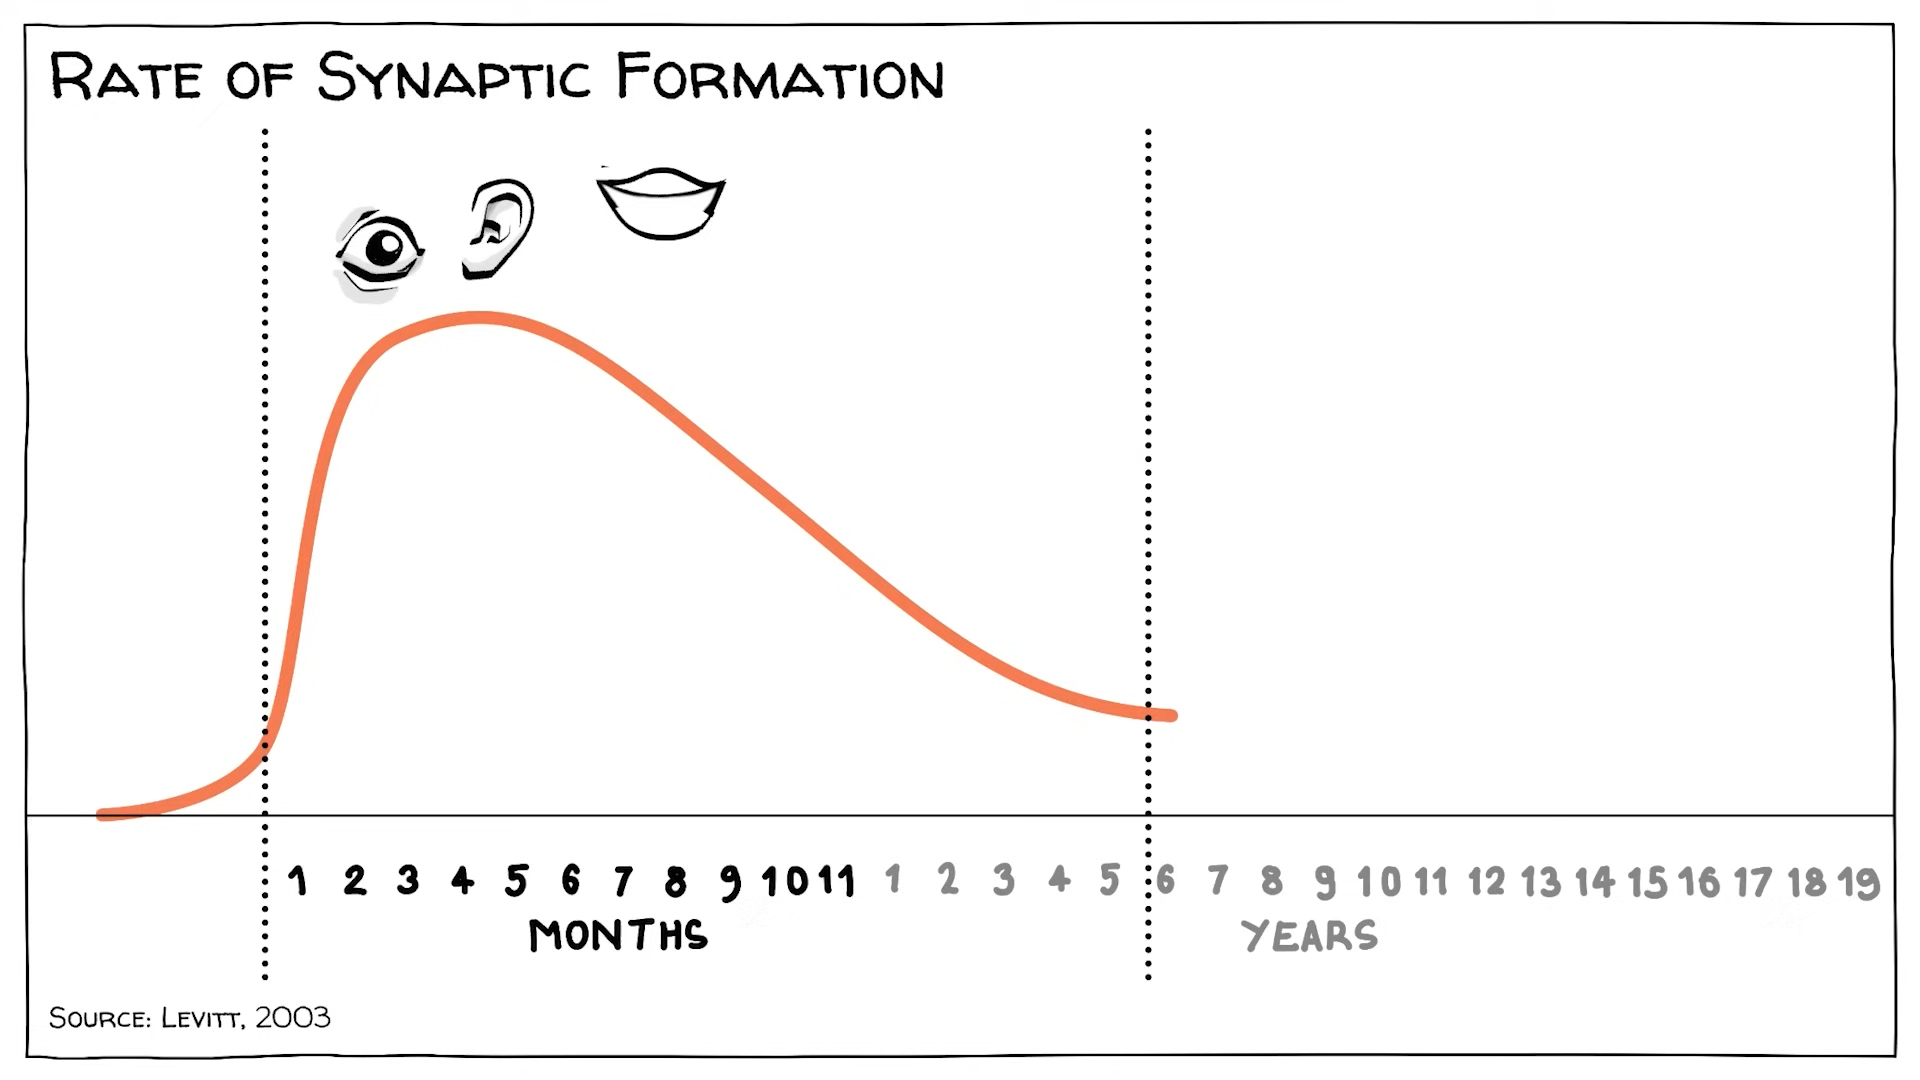 RATE OF SYNAPTIC FORMATION
1 2 3 4 5 6 7 8 9 10 11 1 2 3 4 5 6 7 8 9 10 11 12 13 14 15 16 17 18 19
MONTHS YEARS
SOURCE: LEVITT, 2003